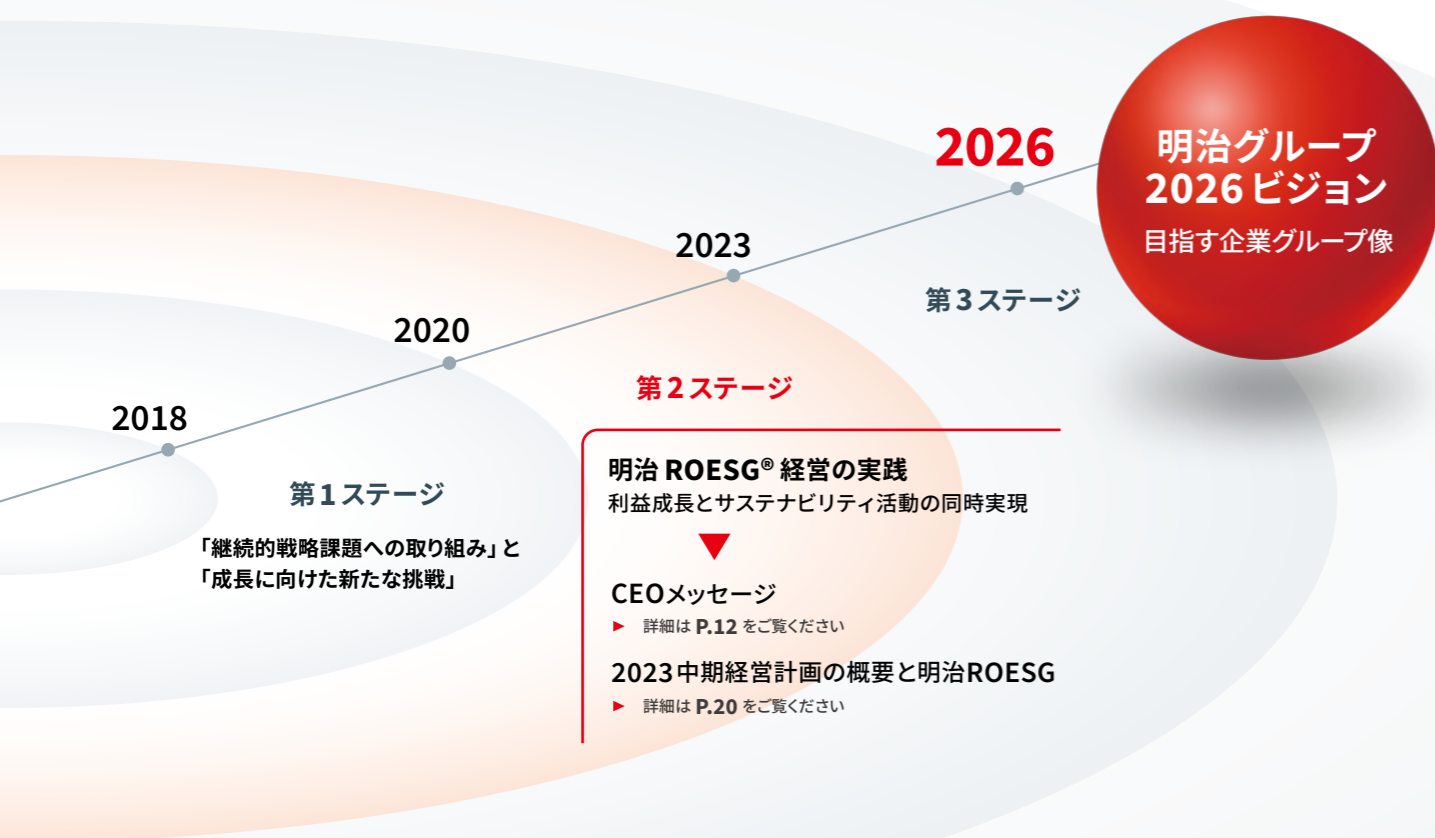 明治グループ
2026ビジョン
目指す企業グループ像
2026
2023
2020
2018
第3ステージ
第2ステージ
明治 ROESG® 経営の実践
利益成長とサステナビリティ活動の同時実現
CEOメッセージ
詳細は P.12 をご覧ください
2023中期経営計画の概要と明治ROESG
詳細は P.20 をご覧ください
第1ステージ
「継続的戦略課題への取り組み」と
「成長に向けた新たな挑戦」